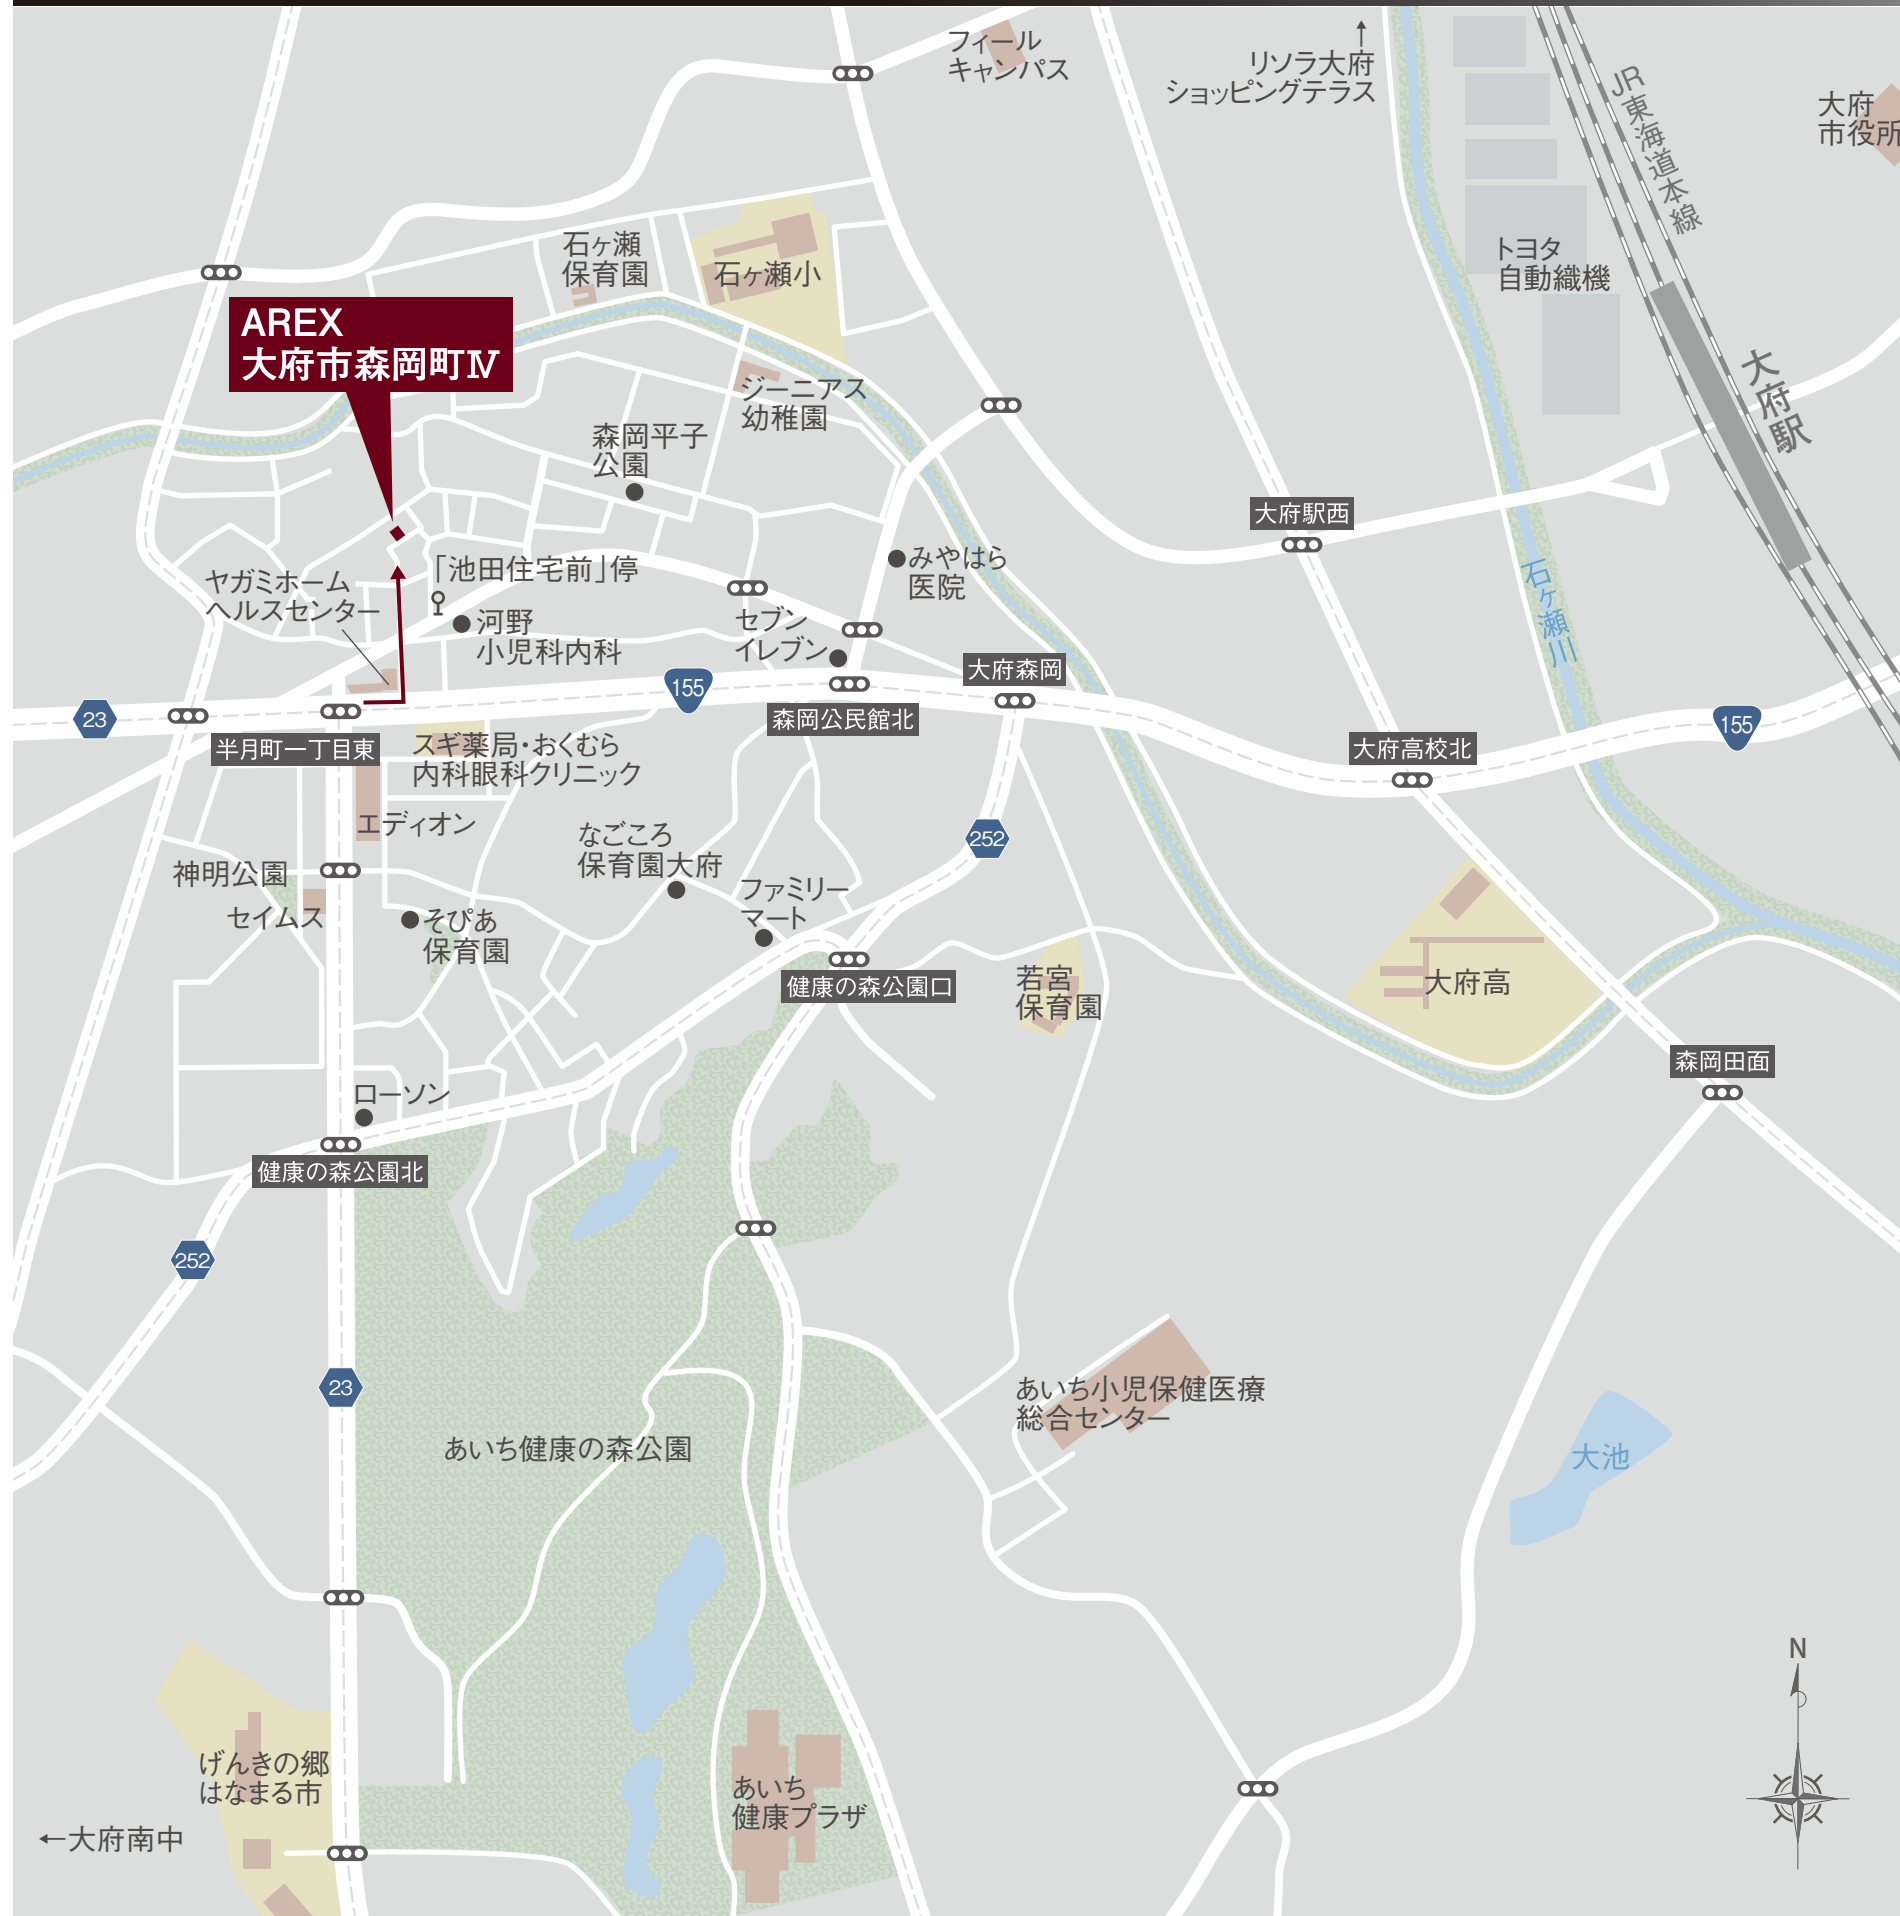 フィール
キャンパス
リソラ大府
ショッピングテラス
JR東海道本線
大府
市役所
石ヶ瀬
保育園
石ヶ瀬小
トヨタ
自動織機
AREX
大府市森岡町Ⅳ
大府駅
ジーニアス
幼稚園
森岡平子
公園
大府駅西
みやはら
医院
「池田住宅前」停
ヤガミホーム
ヘルスセンター
河野
小児科内科
セブン
イレブン
石ヶ瀬川
大府森岡
155
23
森岡公民館北
155
半月町一丁目東
スギ薬局・おくむら
内科眼科クリニック
大府高校北
エディオン
なごころ
保育園大府
252
神明公園
ファミリー
マート
セイムス
そぴあ
保育園
健康の森公園口
若宮
保育園
大府高
森岡田面
ローソン
健康の森公園北
252
23
あいち小児保健医療
総合センター
あいち健康の森公園
大池
N
げんきの郷
はなまる市
あいち
健康プラザ
←大府南中